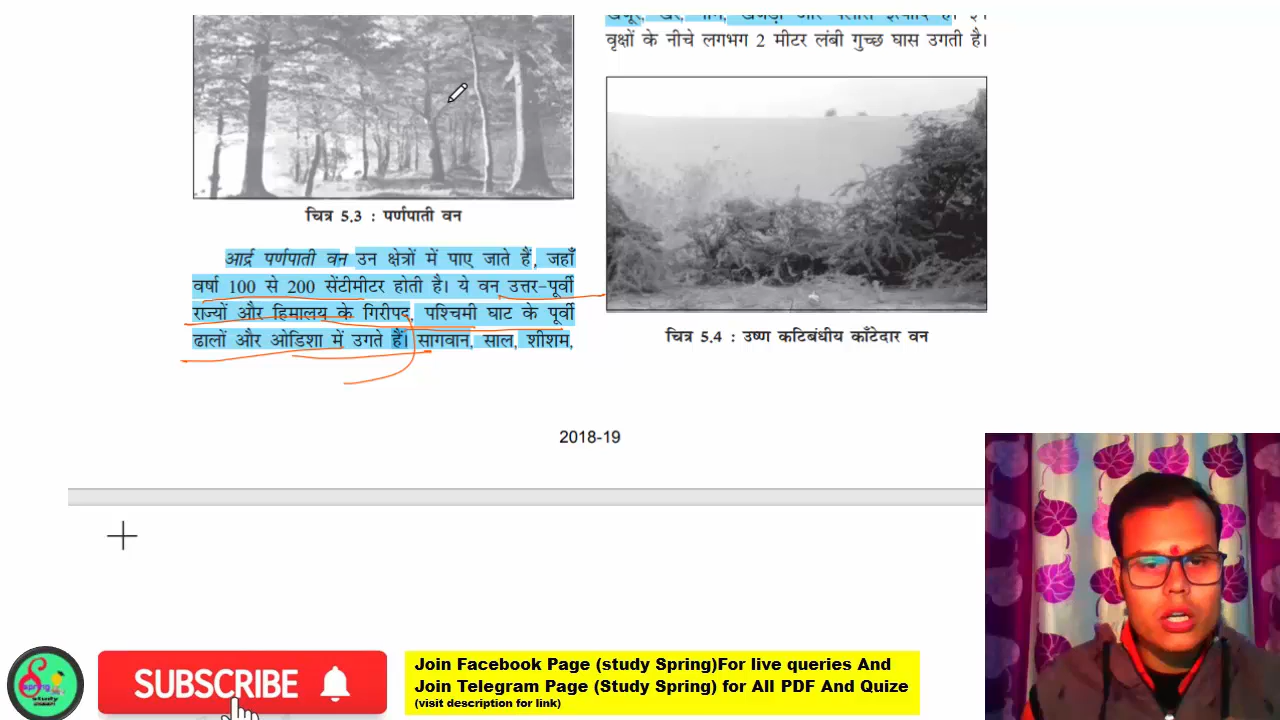 वृक्षों के नीचे लगभग 2 मीटर लंबी गुच्छ घास उगती है।
चित्र 5.3 : पर्णपाती वन
आर्द्र पर्णपाती वन उन क्षेत्रों में पाए जाते हैं, जहाँ
वर्षा 100 से 200 सेंटीमीटर होती है। ये वन उत्तर-पूर्वी
राज्यों और हिमालय के गिरीपद, पश्चिमी घाट के पूर्वी
ढालों और ओडिशा में उगते हैं। सागवान, साल, शीशम,
चित्र 5.4 : उष्ण कटिबंधीय काँटेदार वन
2018-19
SUBSCRIBE
Join Facebook Page (study Spring)For live queries And
Join Telegram Page (Study Spring) for All PDF And Quize
(visit description for link)